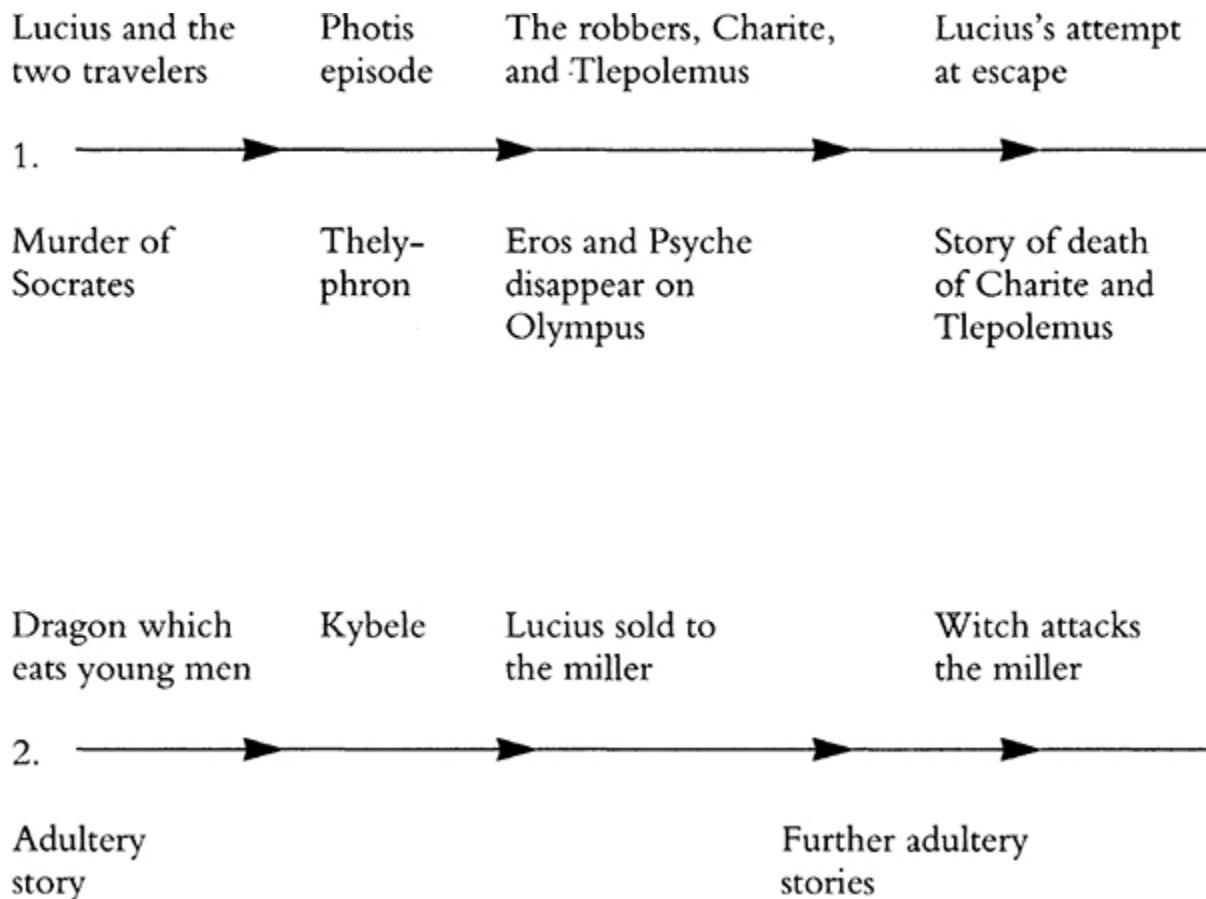 Lucius and the
two travelers
Photis
episode
The robbers, Charite,
and Tlepolemus
Lucius's attempt
at escape
1.
Murder of
Socrates
Thely-
phron
Eros and Psyche
disappear on
Olympus
Story of death
of Charite and
Tlepolemus
Dragon which
eats young men
Kybele
Lucius sold to
the miller
Witch attacks
the miller
2.
Adultery
story
Further adultery
stories